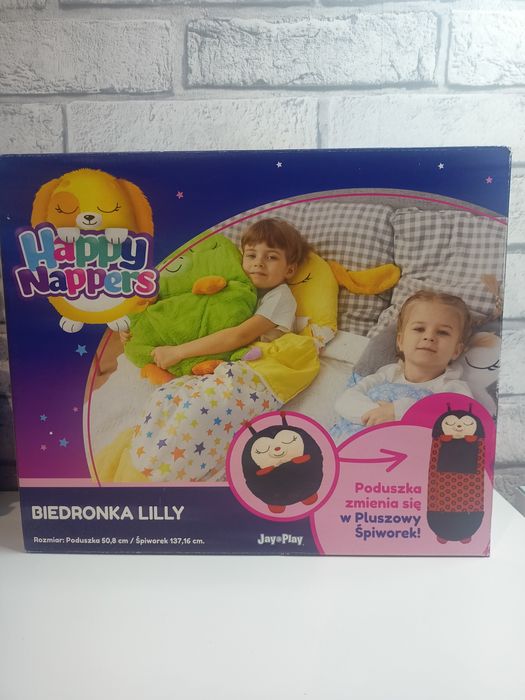 Happy
Nappers
Poduszka
zmienia się
w Pluszowy
Śpiworek!
BIEDRONKA LILLY
Rozmiar: Poduszka 50,8 cm / Śpiworek 137,16 cm.
Jay@Play